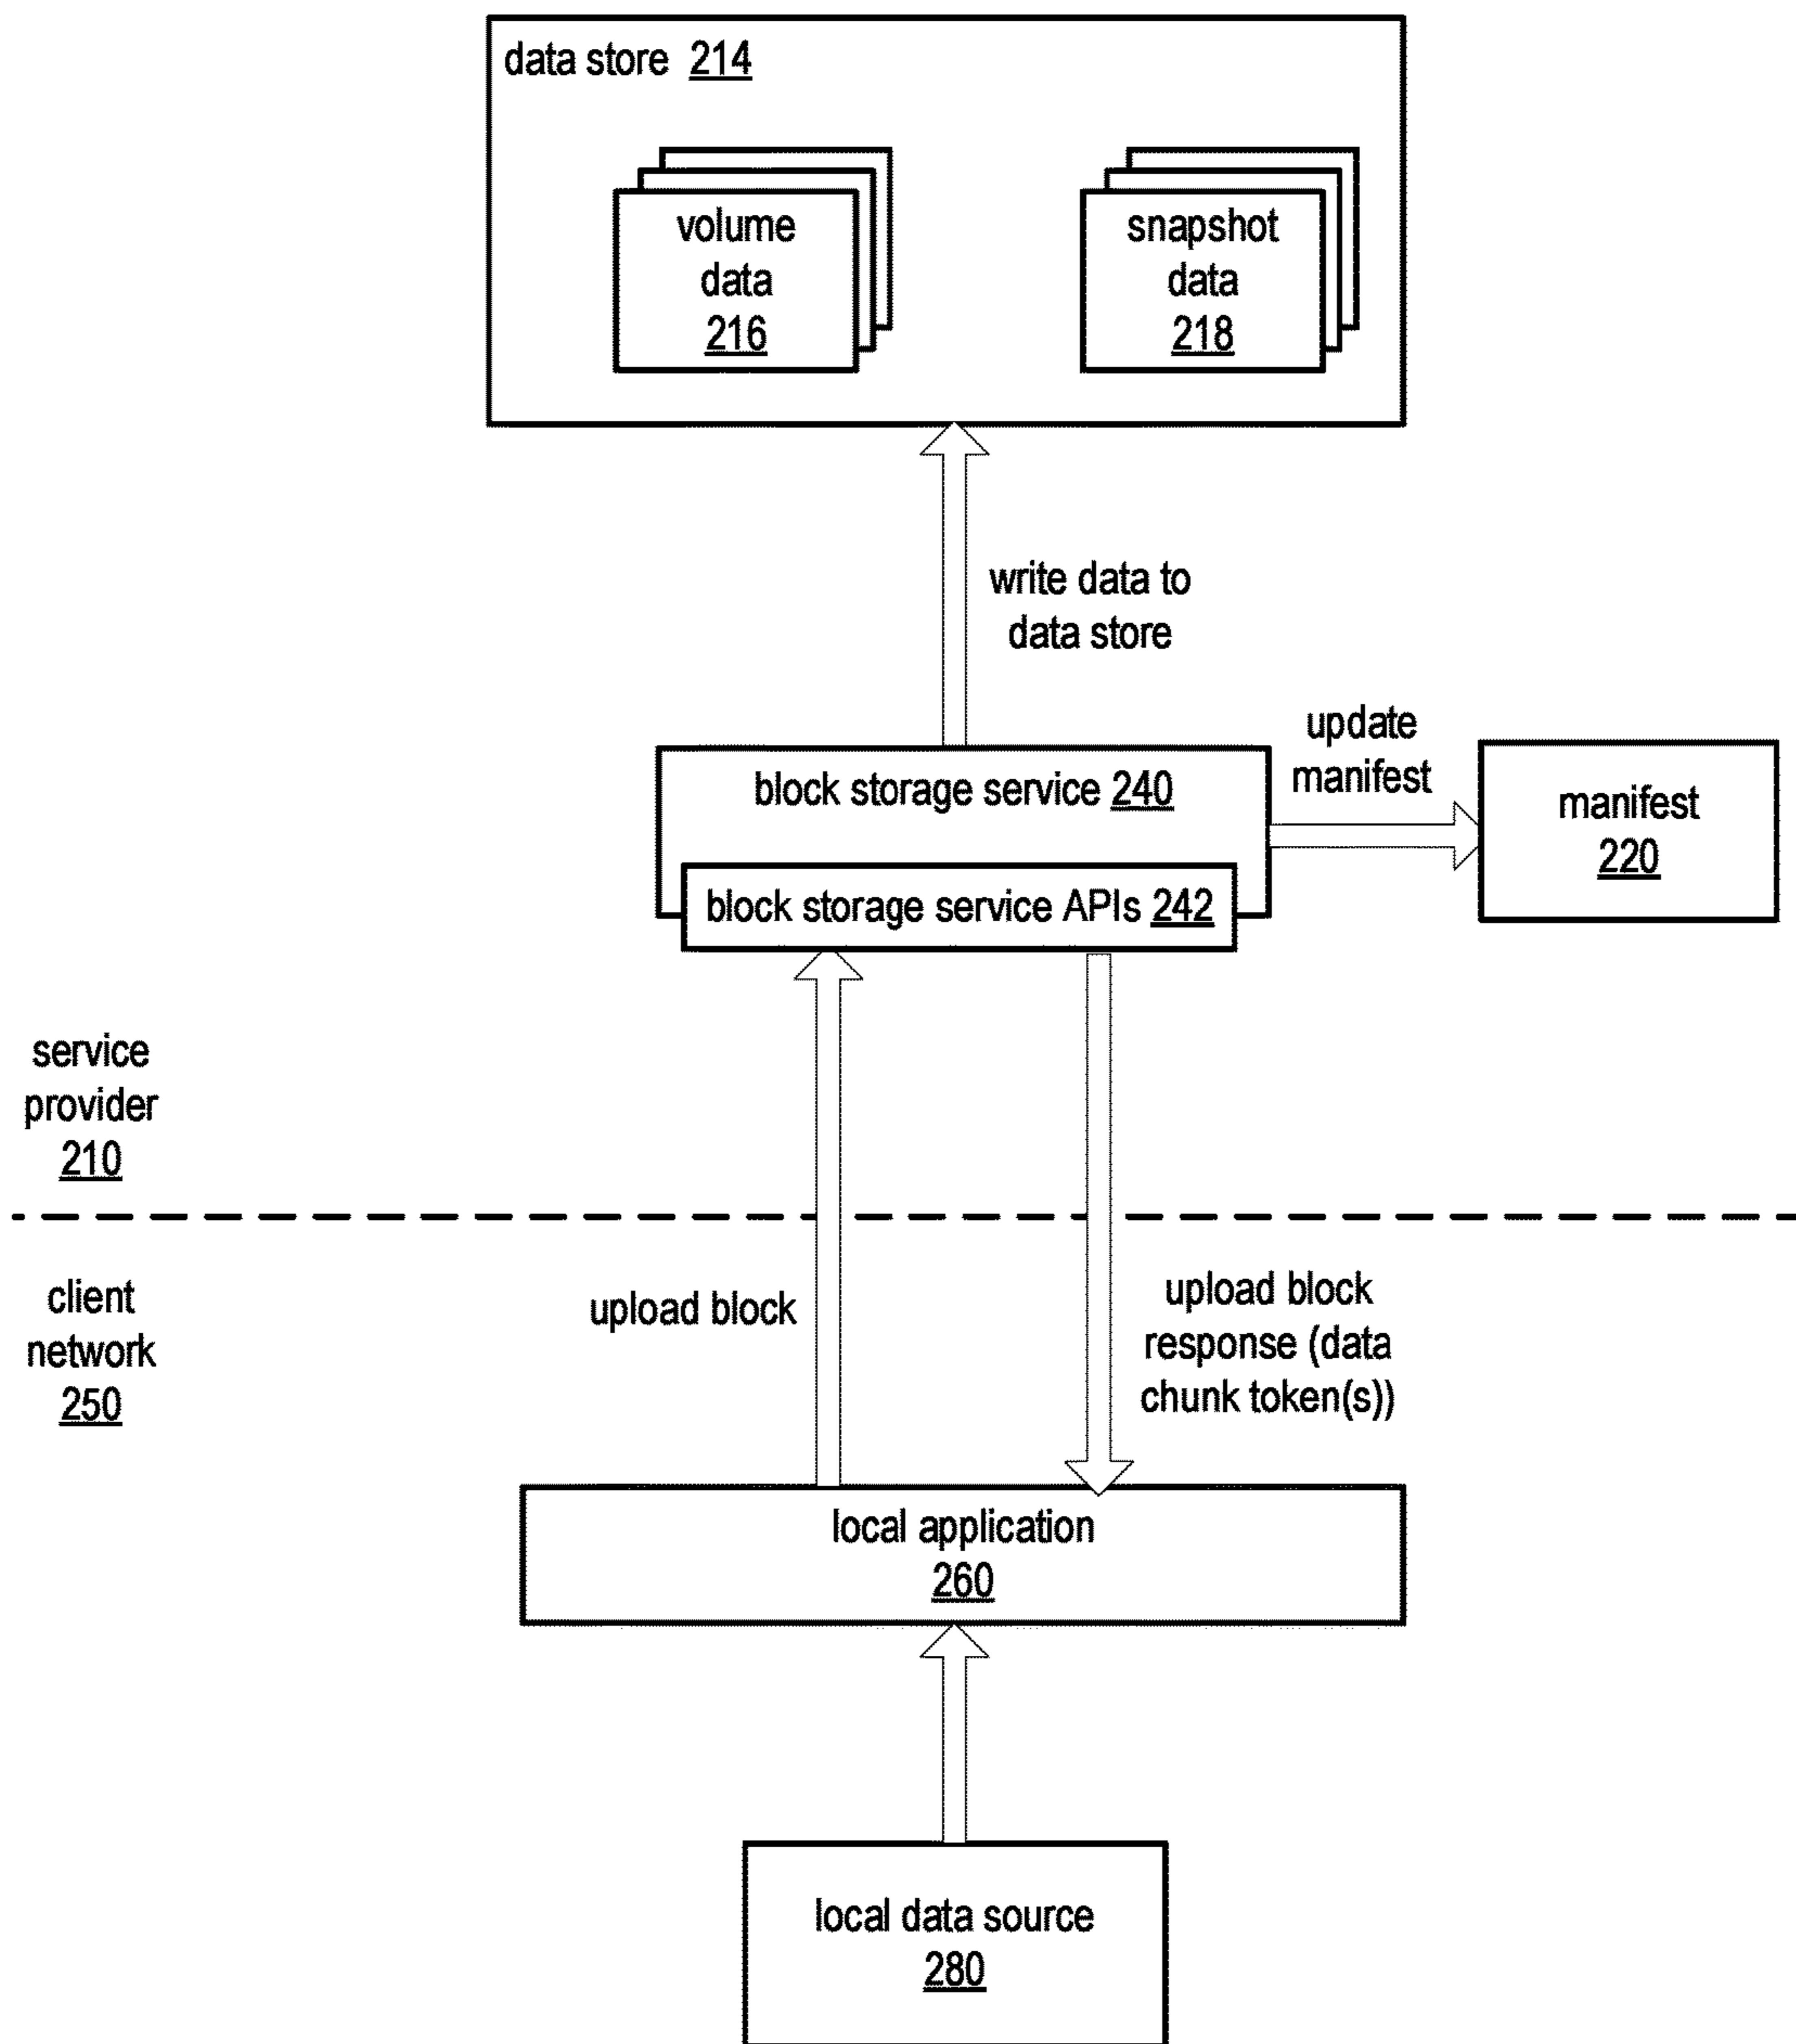 data store 214
volume
data
216
snapshot
data
218
write data to
data store
update
manifest
block storage service 240
manifest
220
block storage service APIs 242
service
provider
210
client
network
250
upload block
upload block
response (data
chunk token(s))
local application
260
local data source
280